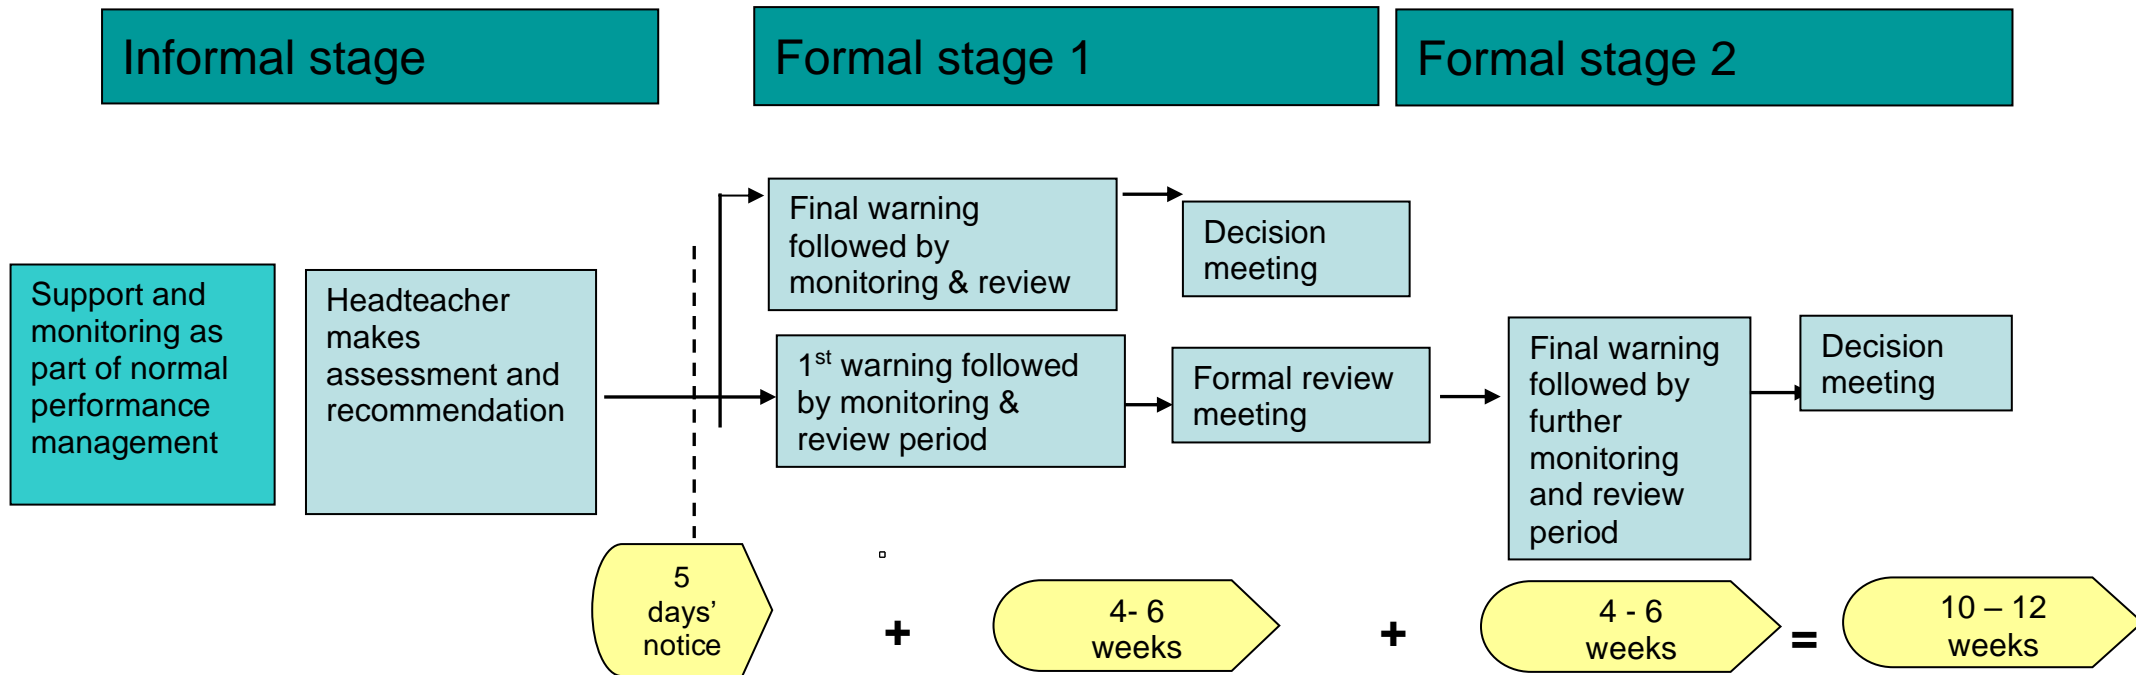 Informal stage
Formal stage 1
Formal stage 2
Support and
monitoring as
part of normal
performance
management
Headteacher
makes
assessment and
recommendation
Final warning
followed by
monitoring & review
Decision
meeting
1st warning followed
by monitoring &
review period
Formal review
meeting
Final warning
followed by
further
monitoring
and review
period
Decision
meeting
5
days’
notice
+
4- 6
weeks
+
4 - 6
weeks
=
10 – 12
weeks